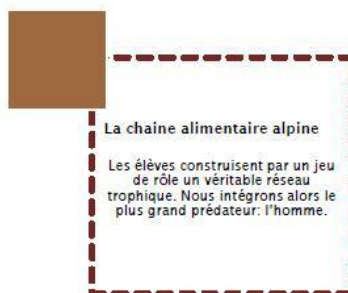 La chaine alimentaire alpine
Les élèves construisent par un jeu
de rôle un véritable réseau
trophique. Nous intégrons alors le
plus grand prédateur: l'homme.